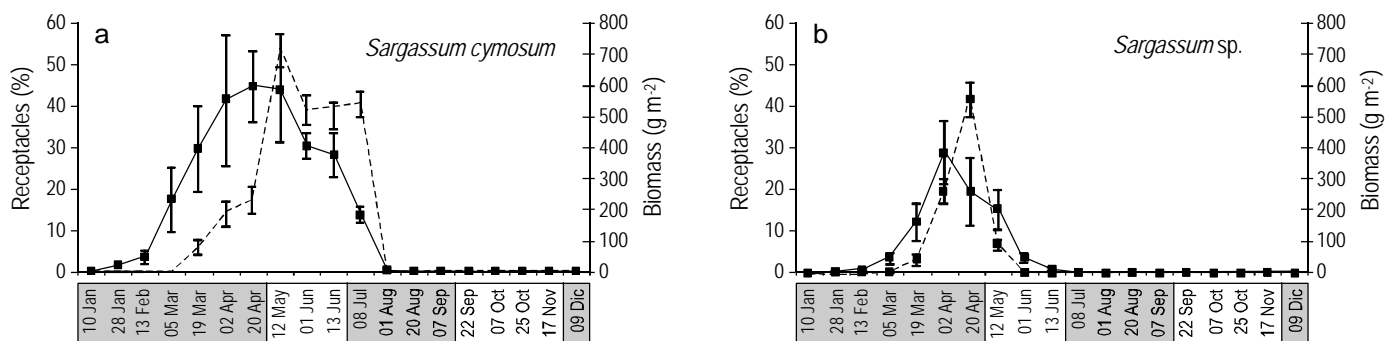 a
Sargassum cymosum
Receptacles (%)
60
50
40
30
20
10
0
800
700
600
500
400
300
200
100
0
Biomass (g m-2)
10 Jan
28 Jan
13 Feb
05 Mar
19 Mar
02 Apr
20 Apr
12 May
01 Jun
13 Jun
08 Jul
01 Aug
20 Aug
07 Sep
22 Sep
07 Oct
25 Oct
17 Nov
09 Dic
b
Sargassum sp.
Receptacles (%)
60
50
40
30
20
10
0
800
700
600
500
400
300
200
100
0
Biomass (g m-2)
10 Jan
28 Jan
13 Feb
05 Mar
19 Mar
02 Apr
20 Apr
12 May
01 Jun
13 Jun
08 Jul
01 Aug
20 Aug
07 Sep
22 Sep
07 Oct
25 Oct
17 Nov
09 Dic